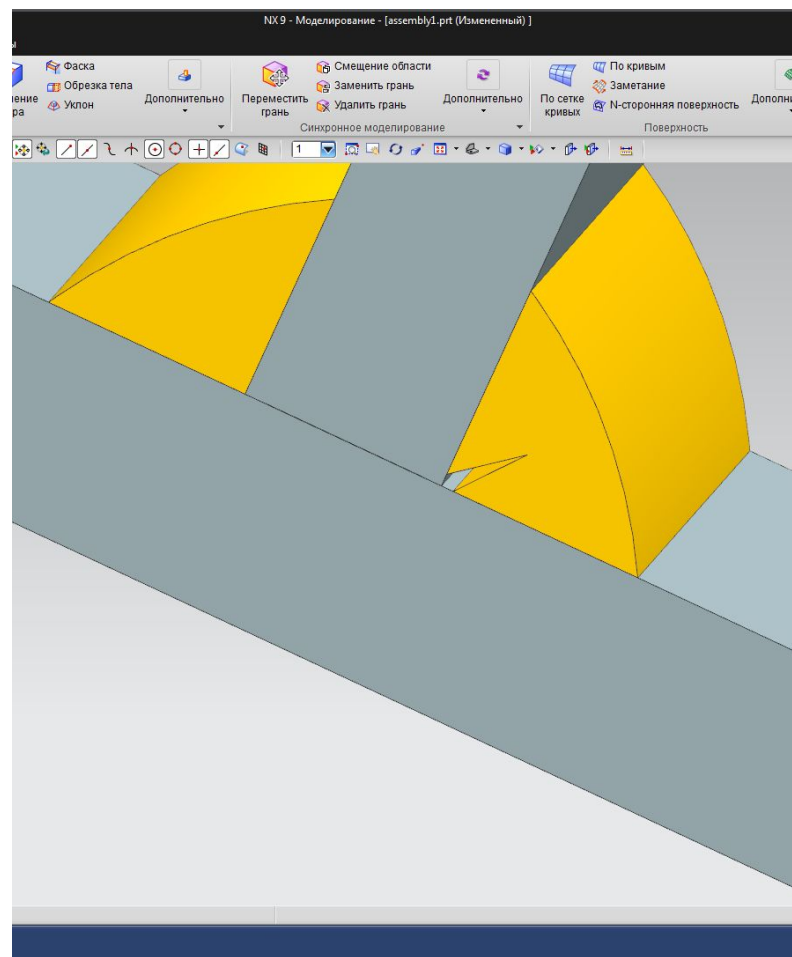 NX 9 - Моделирование - [assembly1.prt (Измененный) ]
ы
Фаска
Обрезка тела
Уклон
Дополнительно
Переместить
грань
Смещение области
Заменить грань
Удалить грань
Дополнительно
Синхронное моделирование
По сетке
кривых
По кривым
Заметание
N-сторонняя поверхность
Поверхность
1